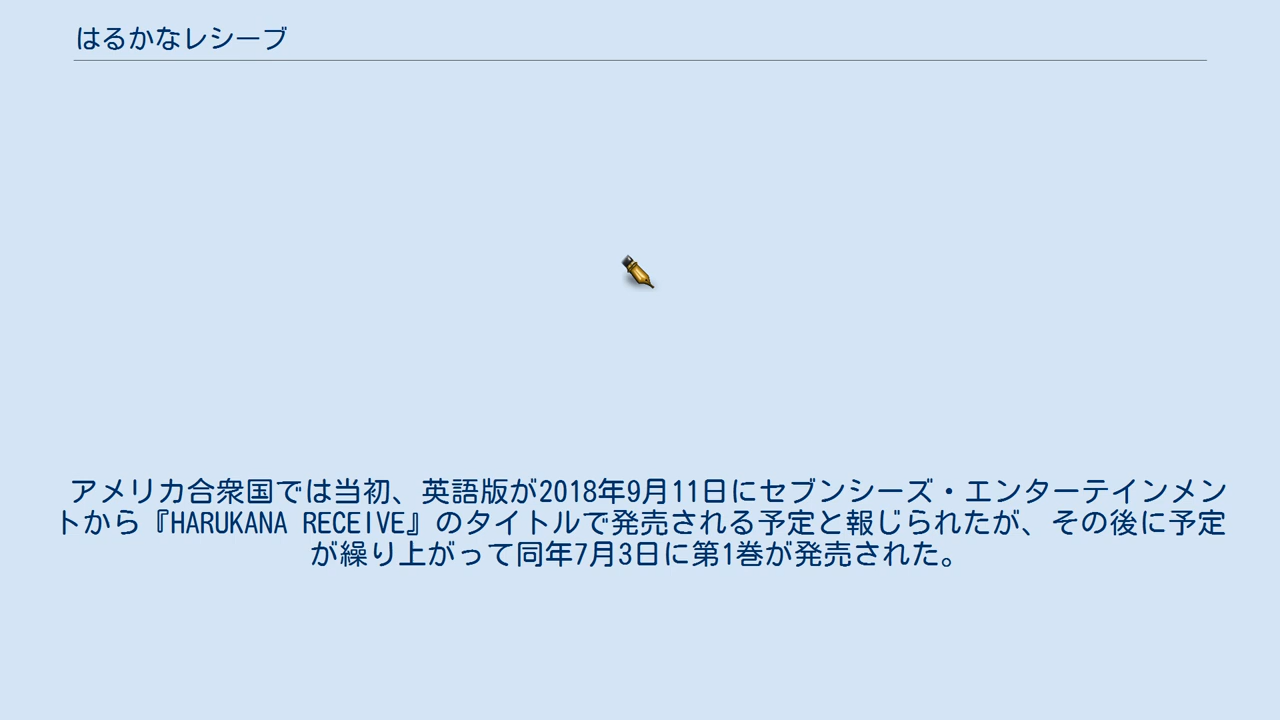 はるかなレシーブ
アメリカ合衆国では当初、英語版が2018年9月11日にセブンシーズ・エンターテインメン
トから『HARUKANA RECEIVE』のタイトルで発売される予定と報じられたが、その後に予定
が繰り上がって同年7月3日に第1巻が発売された。